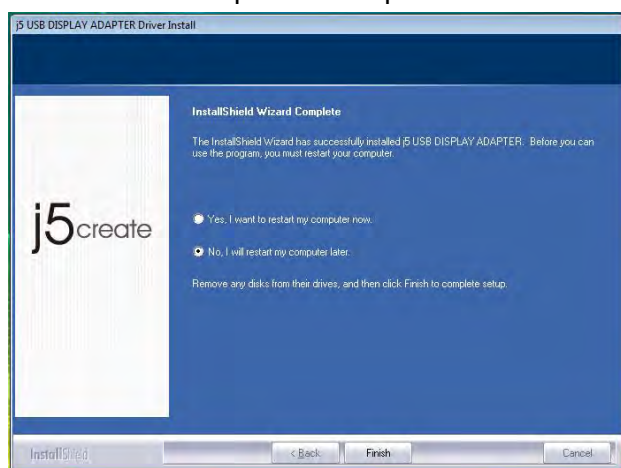 j5 USB DISPLAY ADAPTER Driver Install
InstallShield Wizard Complete
The InstallShield Wizard has successfully installed j5 USB DISPLAY ADAPTER. Before you can
use the program, you must restart your computer.
j5create
Yes, I want to restart my computer now.
No, I will restart my computer later.
Remove any disks from their drives, and then click Finish to complete setup.
InstallShield
< Back
Finish
Cancel